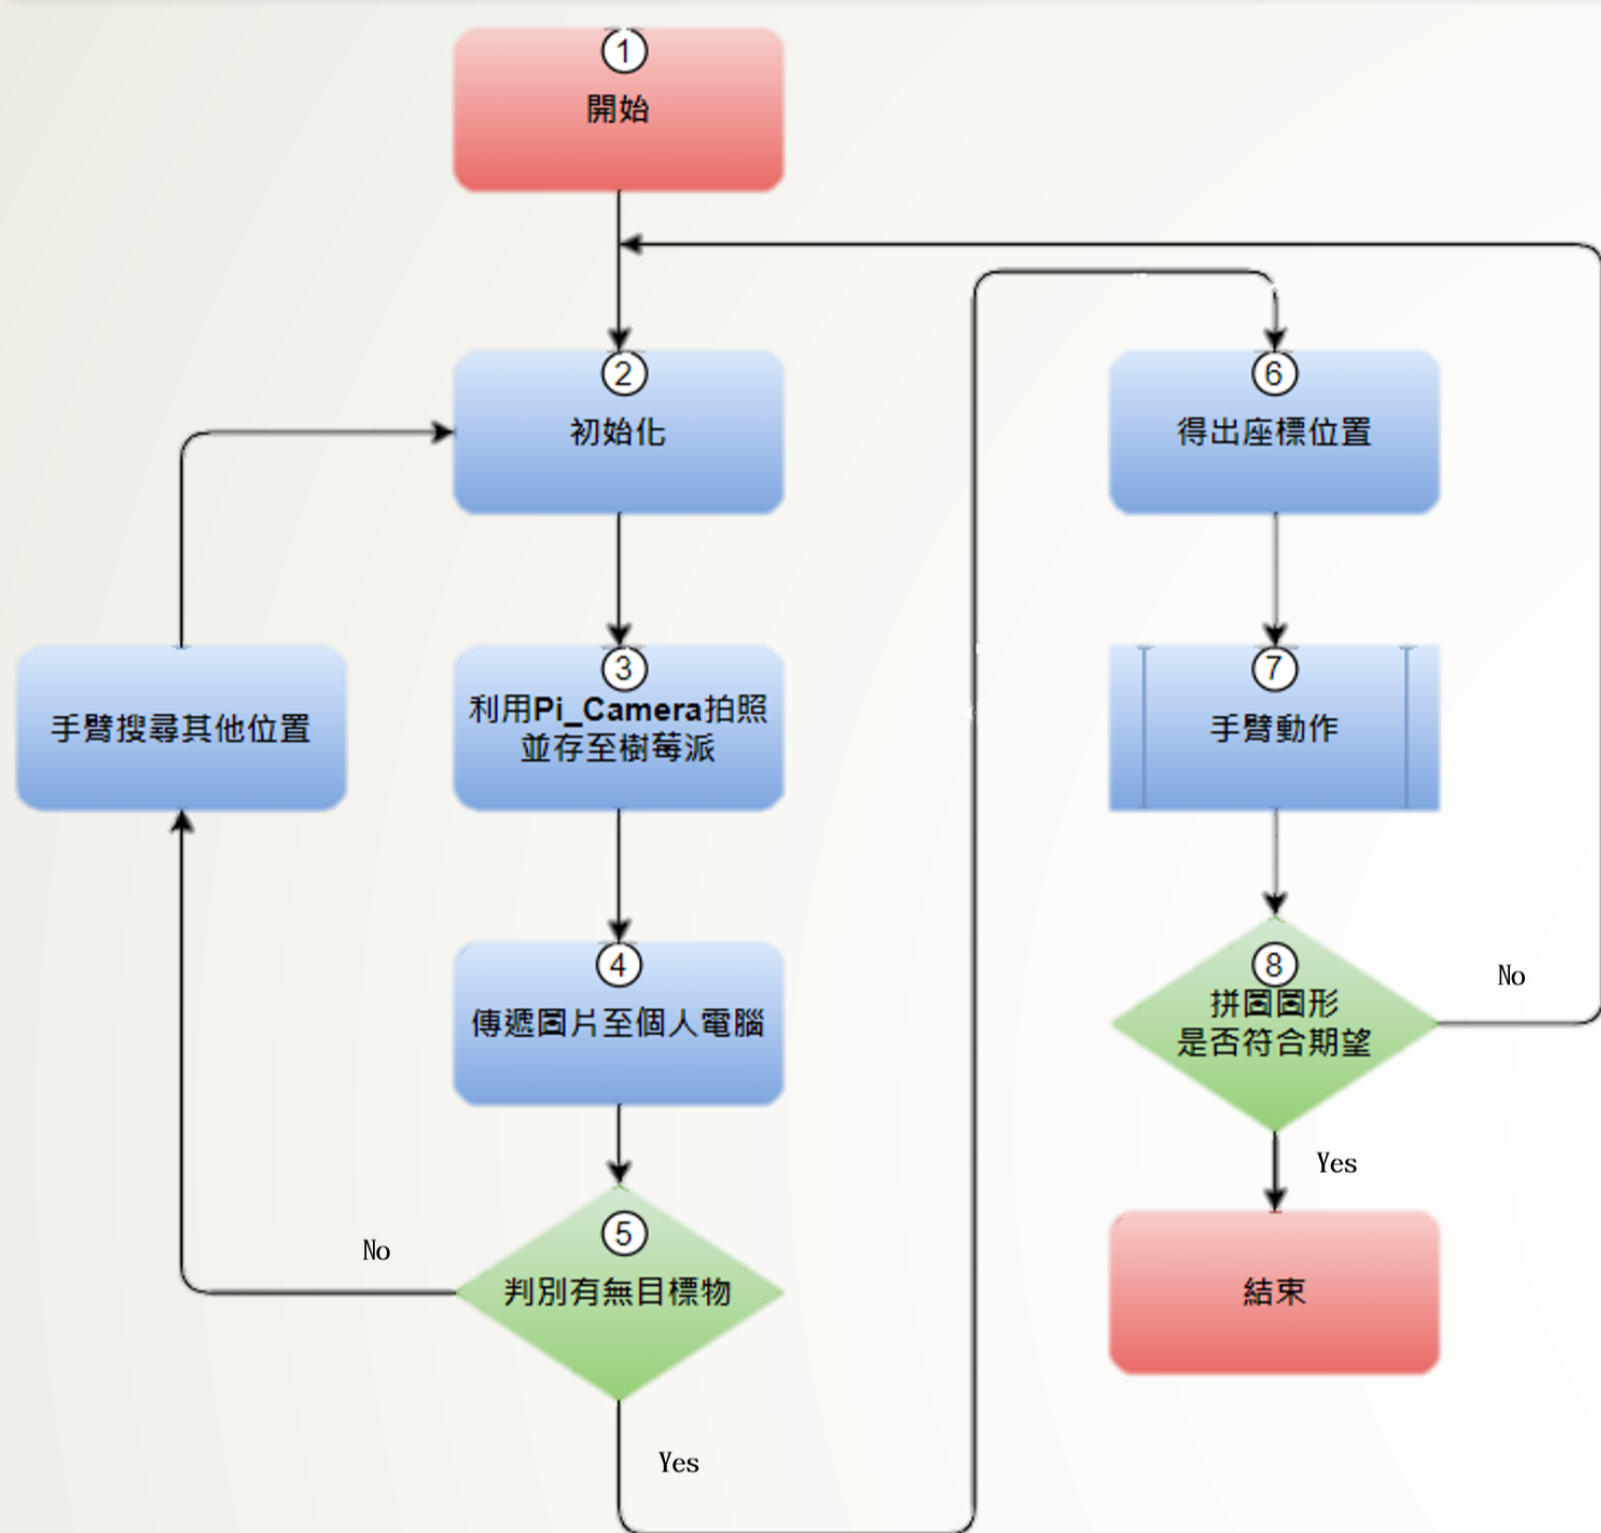 ①
開始
②
初始化
手臂搜尋其他位置
③
利用Pi_Camera拍照
並存至樹莓派
④
傳遞圖片至個人電腦
⑤
判別有無目標物
No
Yes
⑥
得出座標位置
⑦
手臂動作
⑧
拼圖圖形
是否符合期望
No
Yes
結束